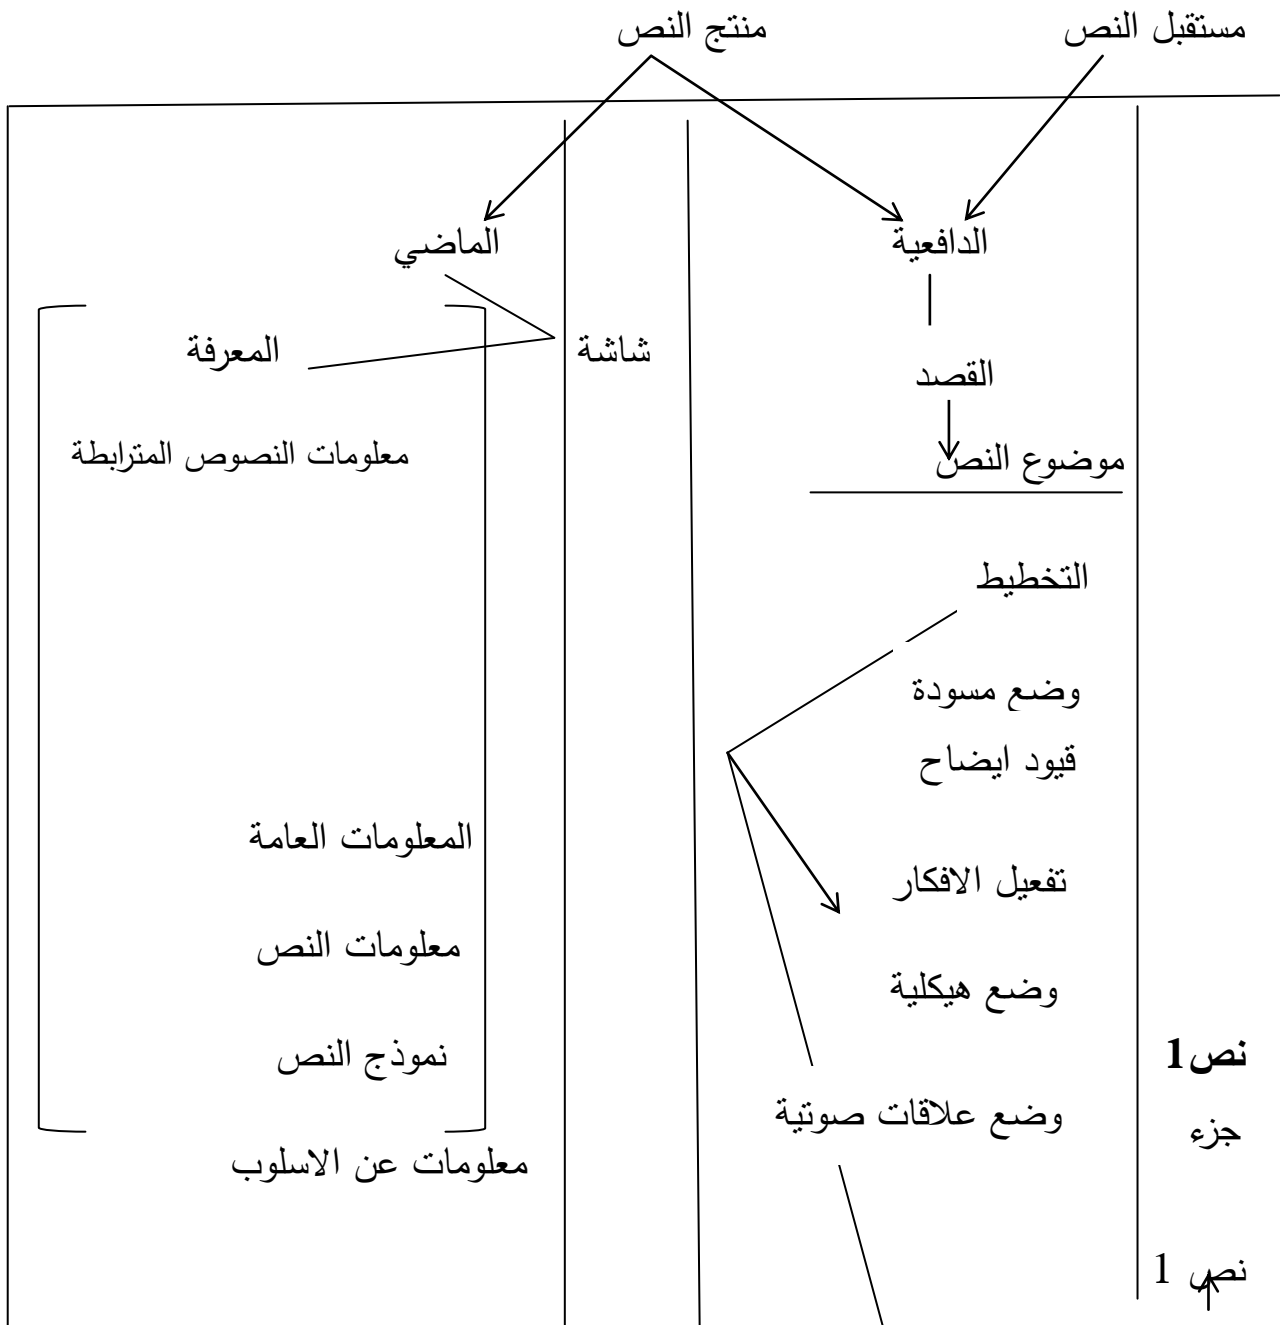 مستقبل النص
منتج النص
الدافعية
الماضي
شاشة
المعرفة
القصد
موضوع النص
معلومات النصوص المترابطة
التخطيط
وضع مسودة
قيود ايضاح
المعلومات العامة
تفعيل الافكار
معلومات النص
وضع هيكلية
نص1
نموذج النص
جزء
وضع علاقات صوتية
معلومات عن الاسلوب
نص 1